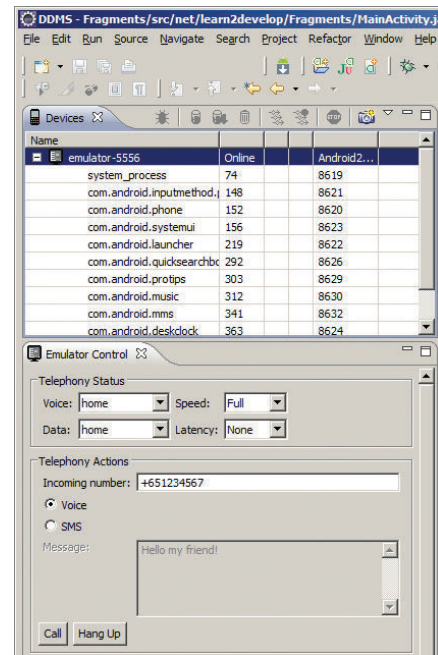 DDMS - Fragments/src/net/learn2develop/Fragments/MainActivity.j
File Edit Run Source Navigate Search Project Refactor Window Help
Devices
Name
emulator-5556 Online Android2...
system_process 74 8619
com.android.inputmethod. 148 8621
com.android.phone 152 8620
com.android.systemui 156 8623
com.android.launcher 219 8622
com.android.quicksearchbo 292 8626
com.android.protips 303 8629
com.android.music 312 8630
com.android.mms 341 8632
com.android.deskclock 363 8624
Emulator Control
Telephony Status
Voice: home Speed: Full
Data: home Latency: None
Telephony Actions
Incoming number: +651234567
Voice
SMS
Message: Hello my friend!
Call Hang Up